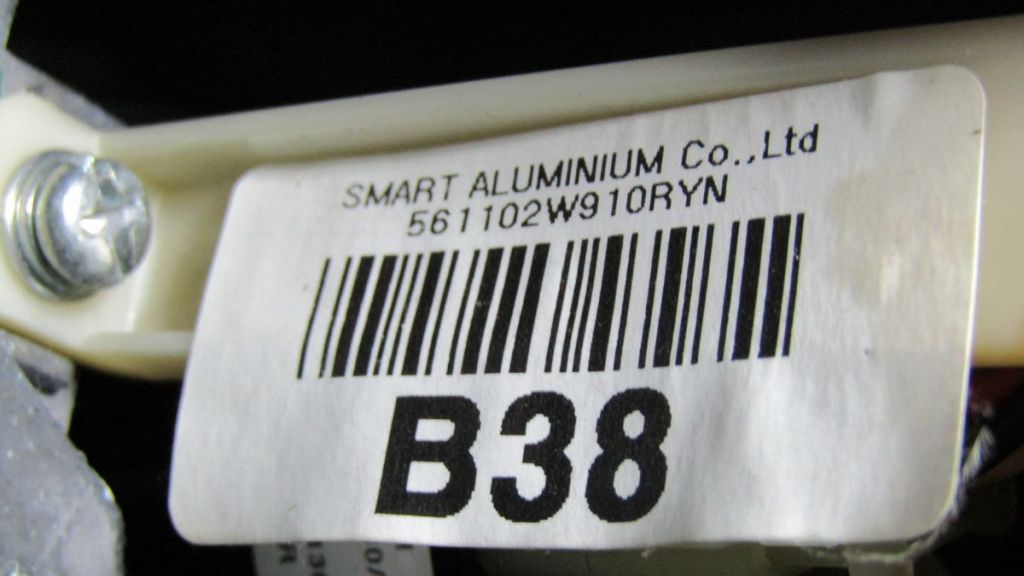 SMART ALUMINIUM Co.,Ltd
561102W910RYN
B38